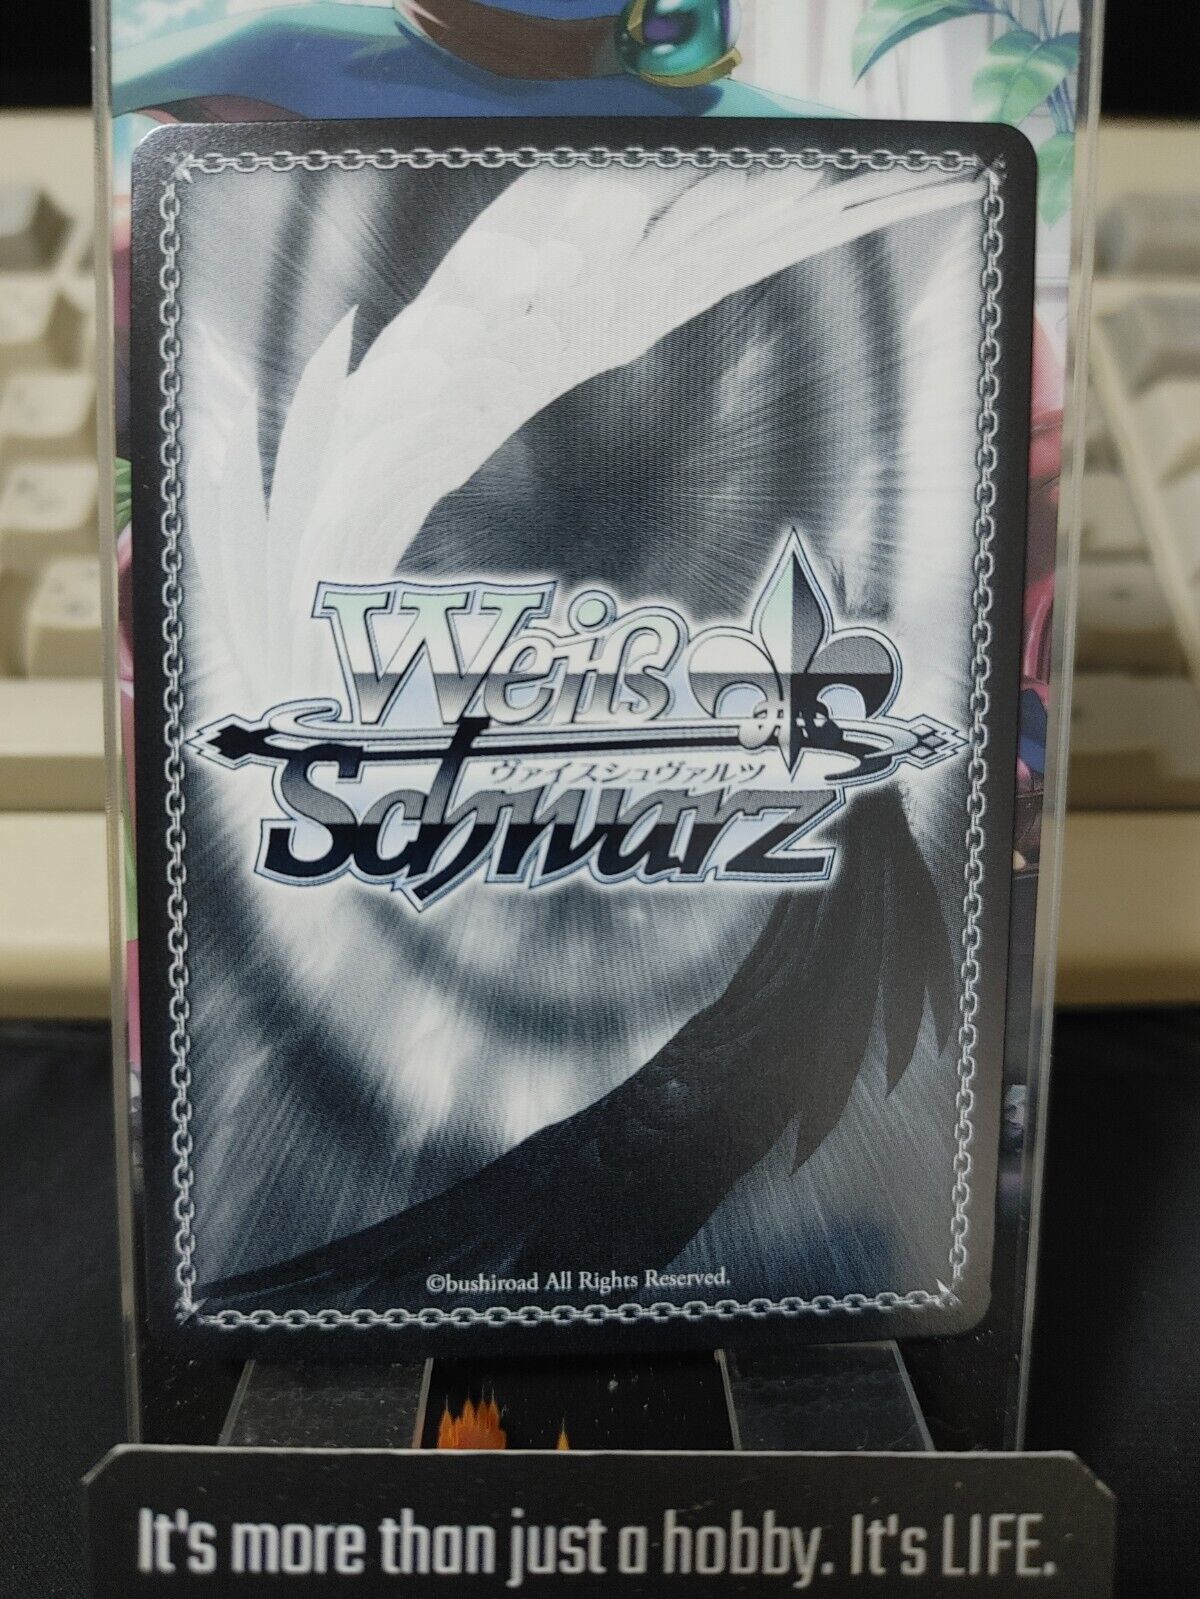 Weiß
Schwarz
ヴァイスシュヴァルツ
©bushiroad All Rights Reserved.
It's more than just a hobby. It's LIFE.